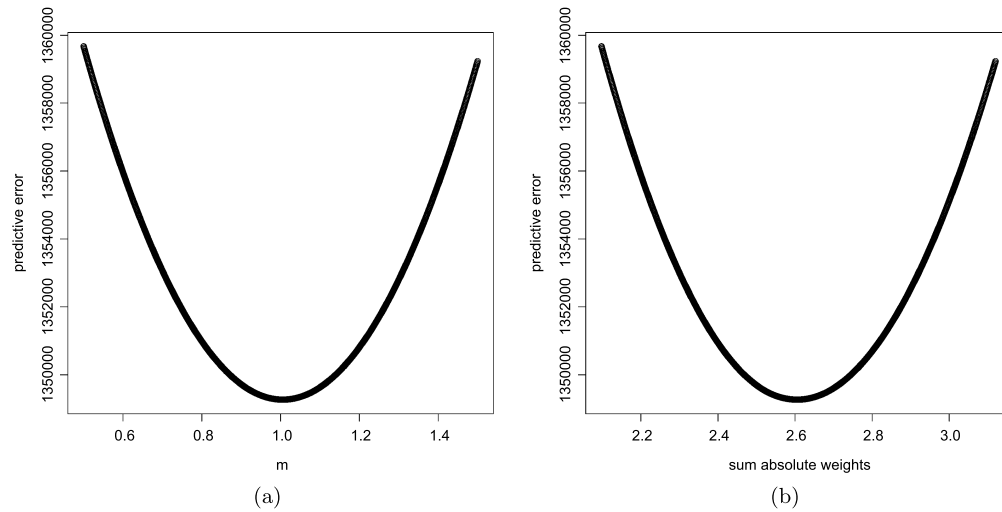 1360000
1358000
1356000
1354000
1352000
1350000
predictive error
0.6 0.8 1.0 1.2 1.4
m
(a)
1360000
1358000
1356000
1354000
1352000
1350000
predictive error
2.2 2.4 2.6 2.8 3.0
sum absolute weights
(b)